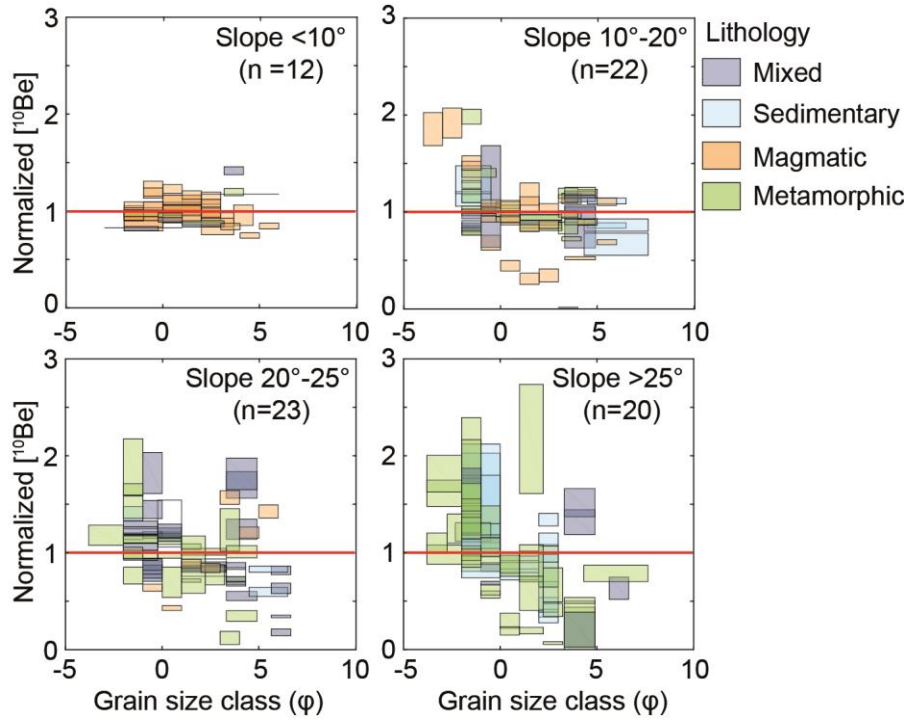 Slope <10°
(n =12)
Slope 10°-20°
(n=22)
Lithology
Mixed
Sedimentary
Magmatic
Metamorphic
Normalized [¹⁰Be]
3
2
1
0
-5
0
5
10
3
2
1
0
-5
0
5
10
Slope 20°-25°
(n=23)
Slope >25°
(n=20)
Normalized [¹⁰Be]
3
2
1
0
-5
0
5
10
Grain size class (φ)
3
2
1
0
-5
0
5
10
Grain size class (φ)